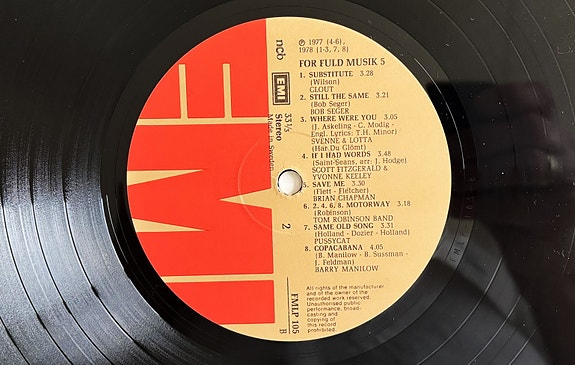 ℗ 1977 (4-6),
1978 (1-3, 7, 8)
FOR FULD MUSIK 5
1. SUBSTITUTE 3.28
(Wilson)
CLOUT
2. STILL THE SAME 3.21
(Bob Seger)
BOB SEGER
3. WHERE WERE YOU 3.05
(J. Askeling - C. Modig -
Engl. Lyrics: T.H. Minor)
SVENNE & LOTTA
(Har Du Glömt)
4. IF I HAD WORDS 3.48
(Saint-Seans, arr: J. Hodge)
SCOTT FITZGERALD &
YVONNE KEELEY
5. SAVE ME 3.30
(Flett - Fletcher)
BRIAN CHAPMAN
6. 2. 4. 6. 8. MOTORWAY 3.18
(Robinson)
TOM ROBINSON BAND
7. SAME OLD SONG 3.31
(Holland - Dozier - Holland)
PUSSYCAT
8. COPACABANA 4.05
(B. Manilow - B. Sussman -
J. Feldman)
BARRY MANILOW
All rights of the manufacturer
and of the owner of the
recorded work reserved.
Unauthorised public
performance, broad-
casting and
copying of
this record
prohibited.
ncb
EMI
33⅓
Stereo
Made in Sweden
2
EMLP 105
B
EMI